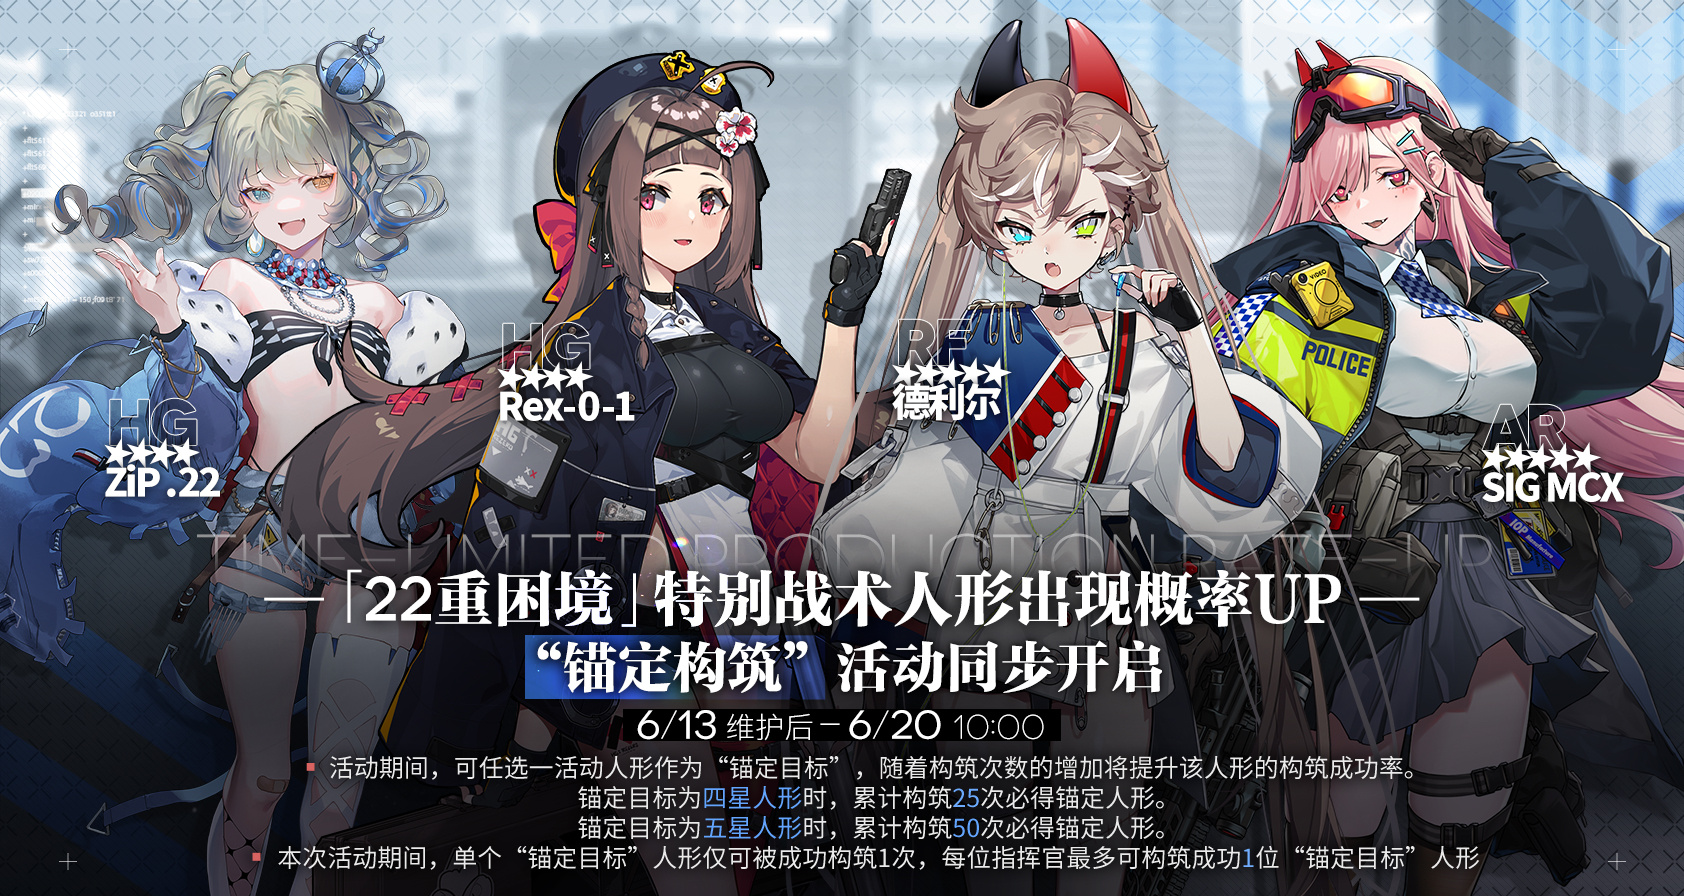 HG
★★★★
ZiP .22
HG
★★★★
Rex-0-1
RF
★★★★★
德利尔
AR
★★★★★
SIG MCX
POLICE
VIDEO
IOP
TIME-LIMITED PRODUCTION RATE-UP
—「22重困境」特别战术人形出现概率UP—
“锚定构筑”活动同步开启
6/13 维护后 – 6/20 10:00
活动期间，可任选一活动人形作为“锚定目标”，随着构筑次数的增加将提升该人形的构筑成功率。
锚定目标为四星人形时，累计构筑25次必得锚定人形。
锚定目标为五星人形时，累计构筑50次必得锚定人形。
本次活动期间，单个“锚定目标”人形仅可被成功构筑1次，每位指挥官最多可构筑成功1位“锚定目标”人形